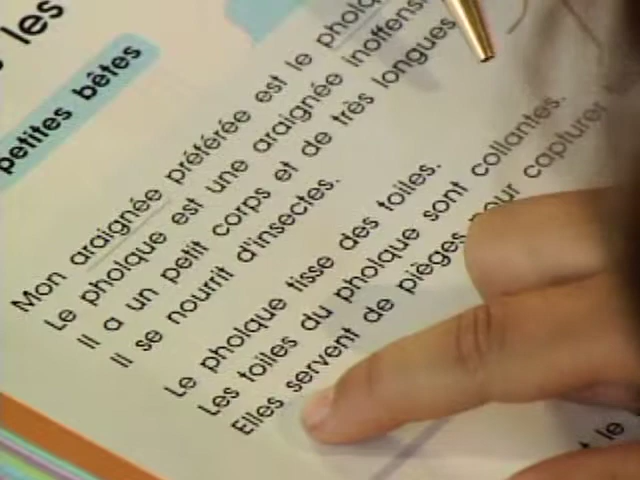 les
petites bêtes
Mon araignée préférée est le
Le pholque est une araignée
Il a un petit corps et de très longues
Il se nourrit d'insectes.
Le pholque tisse des toiles.
Les toiles du pholque sont collantes.
Elles servent de pièges pour capturer
le